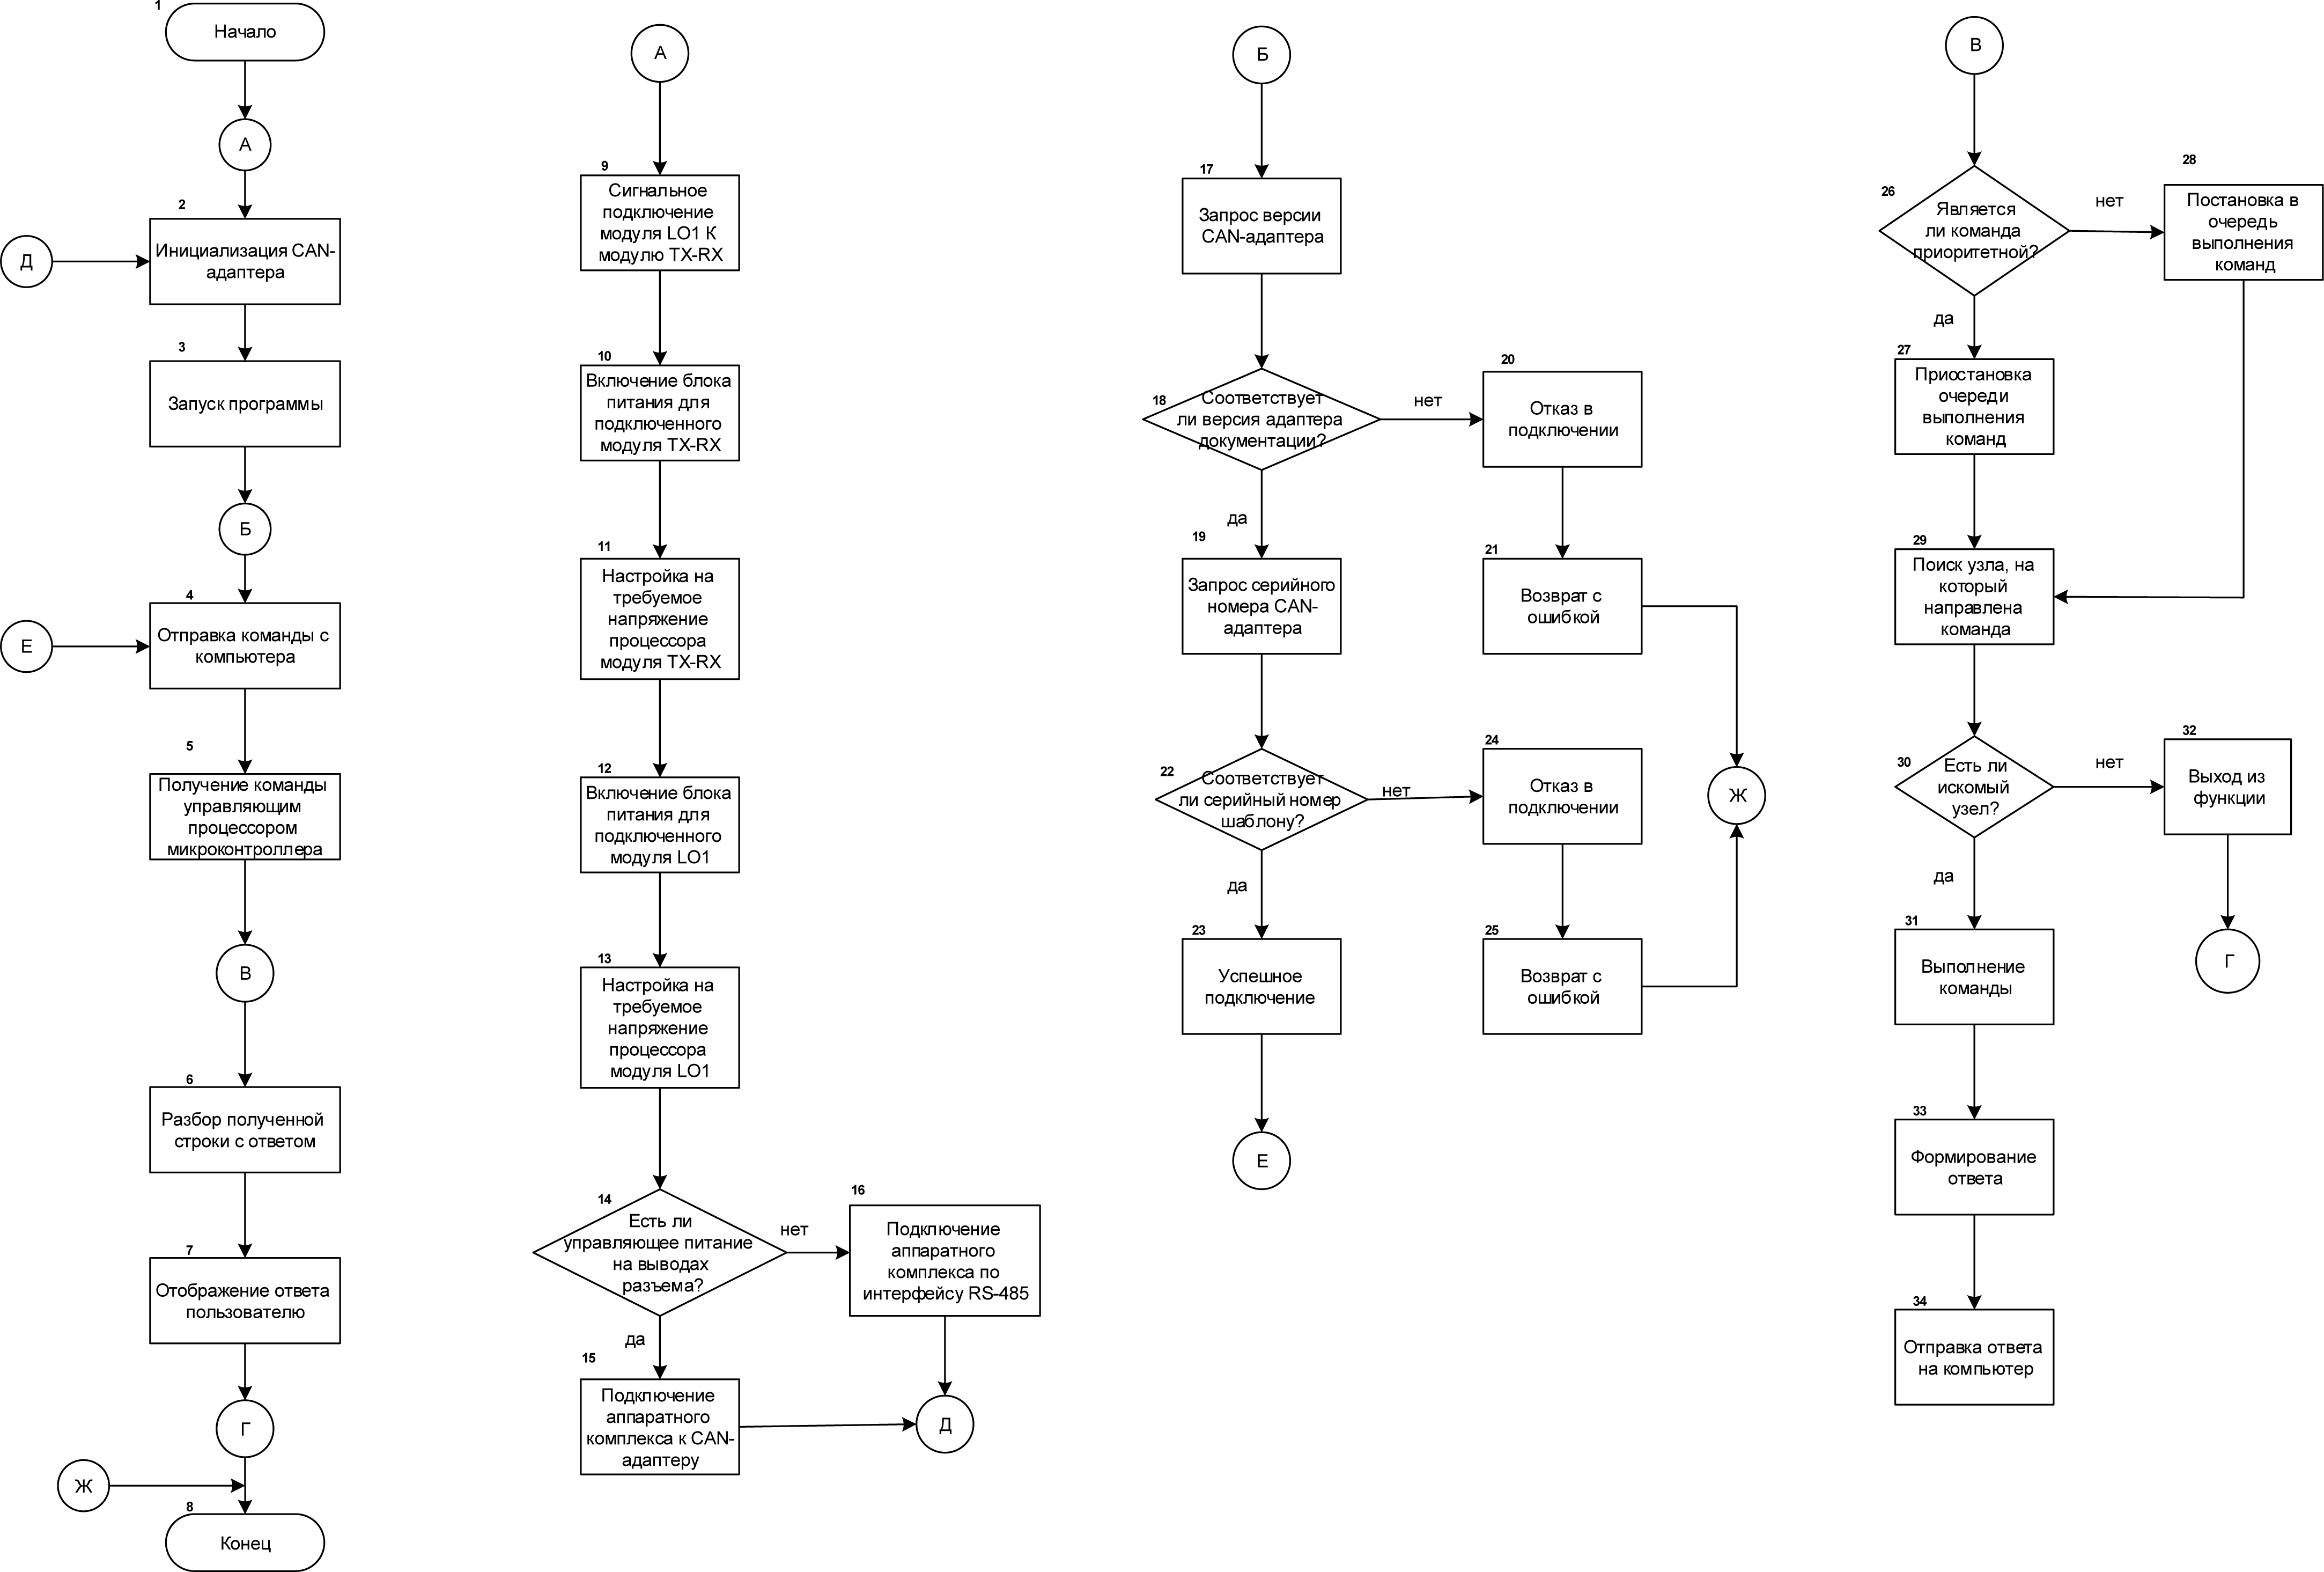 1
Начало
А
2
Д
Инициализация CAN-
адаптера
3
Запуск программы
Б
4
Е
Отправка команды с
компьютера
5
Получение команды
управляющим
процессором
микроконтроллера
В
6
Разбор полученной
строки с ответом
7
Отображение ответа
пользователю
Г
Ж
8
Конец
А
9
Сигнальное
подключение
модуля LO1 К
модулю TX-RX
10
Включение блока
питания для
подключенного
модуля TX-RX
11
Настройка на
требуемое
напряжение
процессора
модуля TX-RX
12
Включение блока
питания для
подключенного
модуля LO1
13
Настройка на
требуемое
напряжение
процессора
модуля LO1
14
Есть ли
управляющее питание
на выводах
разъема?
нет
16
Подключение
аппаратного
комплекса по
интерфейсу RS-485
да
15
Подключение
аппаратного
комплекса к CAN-
адаптеру
Д
Б
17
Запрос версии
CAN-адаптера
18
Соответствует
ли версия адаптера
документации?
нет
20
Отказ в
подключении
да
19
Запрос серийного
номера CAN-
адаптера
21
Возврат с
ошибкой
22
Соответствует
ли серийный номер
шаблону?
нет
24
Отказ в
подключении
Ж
да
23
Успешное
подключение
25
Возврат с
ошибкой
Е
В
26
Является
ли команда
приоритетной?
нет
28
Постановка в
очередь
выполнения
команд
да
27
Приостановка
очереди
выполнения
команд
29
Поиск узла, на
который
направлена
команда
30
Есть ли
искомый
узел?
нет
32
Выход из
функции
да
31
Выполнение
команды
Г
33
Формирование
ответа
34
Отправка ответа
на компьютер